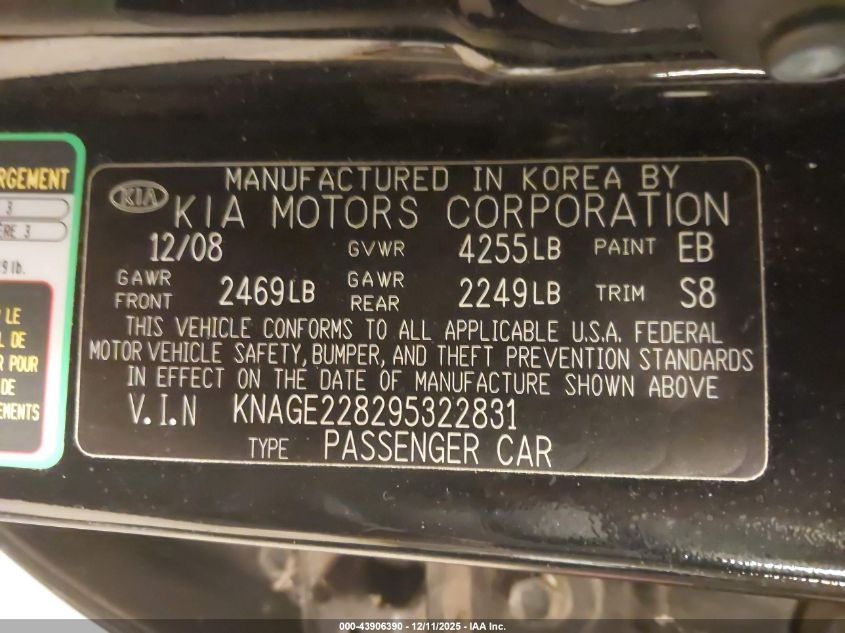 RGEMENT
3
ÈRE 3
9 lb.
LE
L DE
R POUR
DE
EMENTS
KIA
MANUFACTURED IN KOREA BY
KIA MOTORS CORPORATION
12/08 GVWR 4255LB PAINT EB
GAWR FRONT 2469LB GAWR REAR 2249LB TRIM S8
THIS VEHICLE CONFORMS TO ALL APPLICABLE U.S.A. FEDERAL
MOTOR VEHICLE SAFETY, BUMPER, AND THEFT PREVENTION STANDARDS
IN EFFECT ON THE DATE OF MANUFACTURE SHOWN ABOVE
V.I.N KNAGE228295322831
TYPE PASSENGER CAR
000-43906390 - 12/11/2025 - IAA Inc.